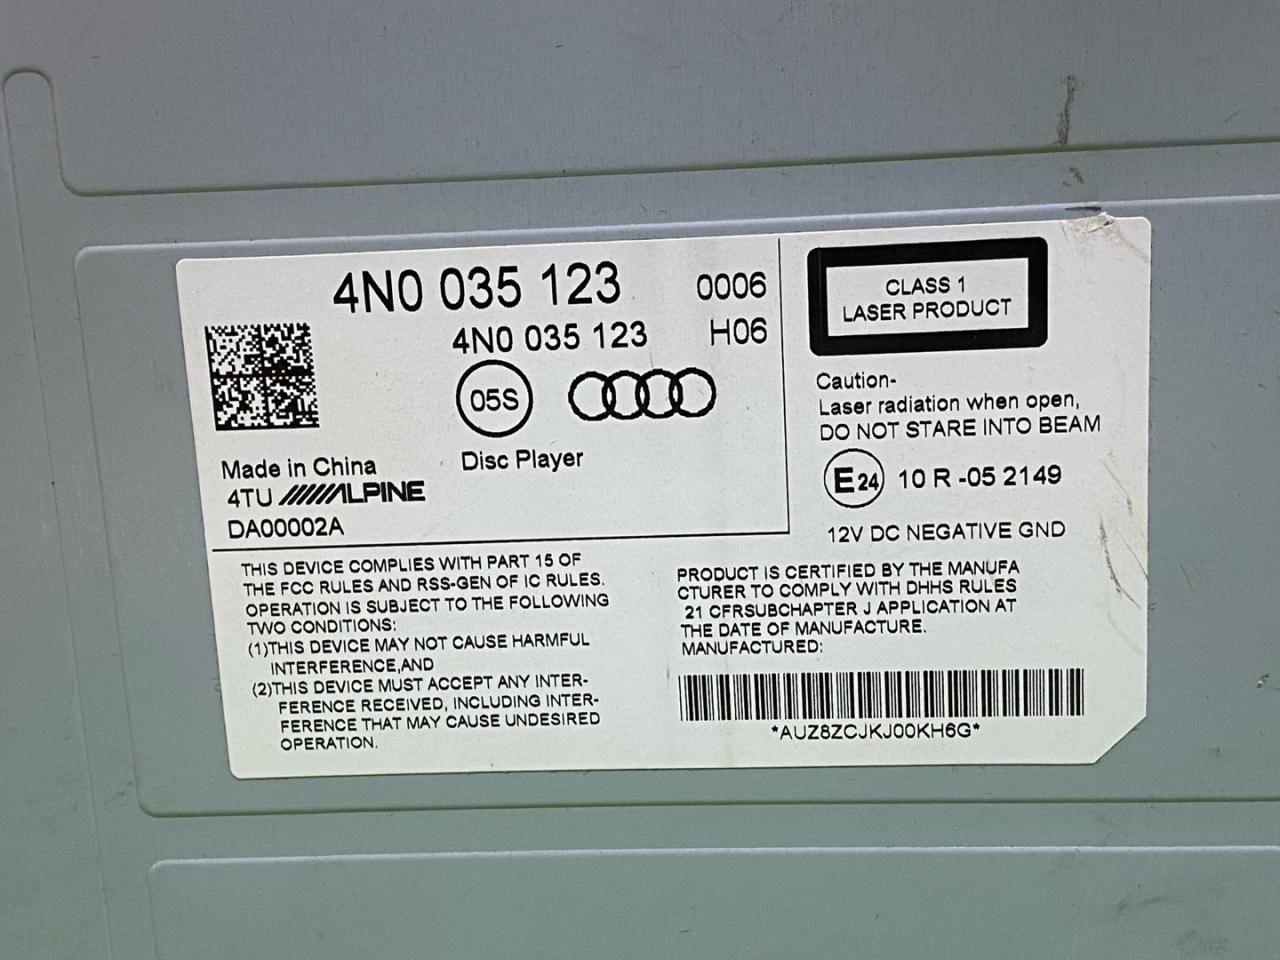 4N0 035 123 0006
4N0 035 123 H06
05S
Disc Player
Made in China
4TU ALPINE
DA00002A
CLASS 1
LASER PRODUCT
Caution-
Laser radiation when open,
DO NOT STARE INTO BEAM
E24 10 R -05 2149
12V DC NEGATIVE GND
THIS DEVICE COMPLIES WITH PART 15 OF
THE FCC RULES AND RSS-GEN OF IC RULES.
OPERATION IS SUBJECT TO THE FOLLOWING
TWO CONDITIONS:
(1)THIS DEVICE MAY NOT CAUSE HARMFUL
INTERFERENCE,AND
(2)THIS DEVICE MUST ACCEPT ANY INTER-
FERENCE RECEIVED, INCLUDING INTER-
FERENCE THAT MAY CAUSE UNDESIRED
OPERATION.
PRODUCT IS CERTIFIED BY THE MANUFA
CTURER TO COMPLY WITH DHHS RULES
21 CFRSUBCHAPTER J APPLICATION AT
THE DATE OF MANUFACTURE.
MANUFACTURED:
*AUZ8ZCJKJ00KH6G*